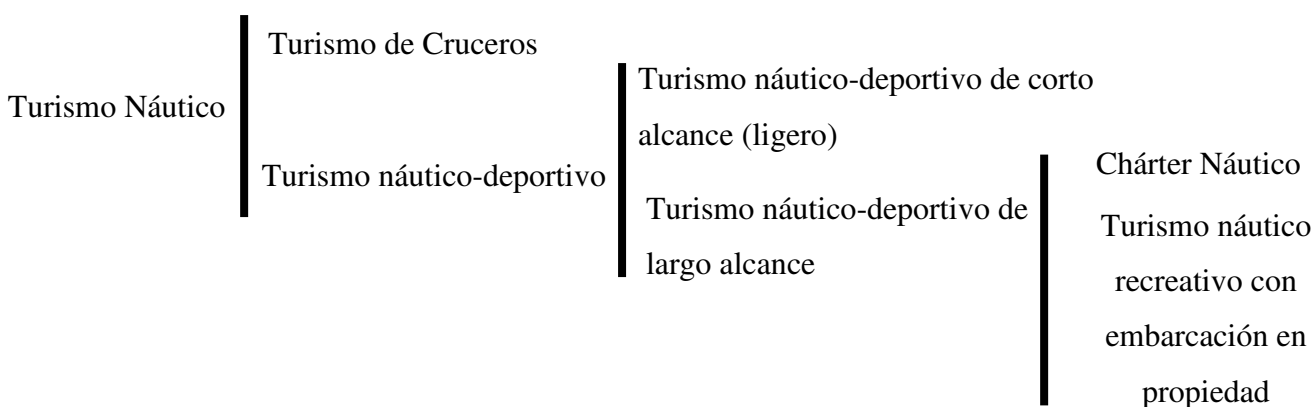 Turismo Náutico
Turismo de Cruceros
Turismo náutico-deportivo
Turismo náutico-deportivo de corto
alcance (ligero)
Turismo náutico-deportivo de
largo alcance
Chárter Náutico
Turismo náutico
recreativo con
embarcación en
propiedad